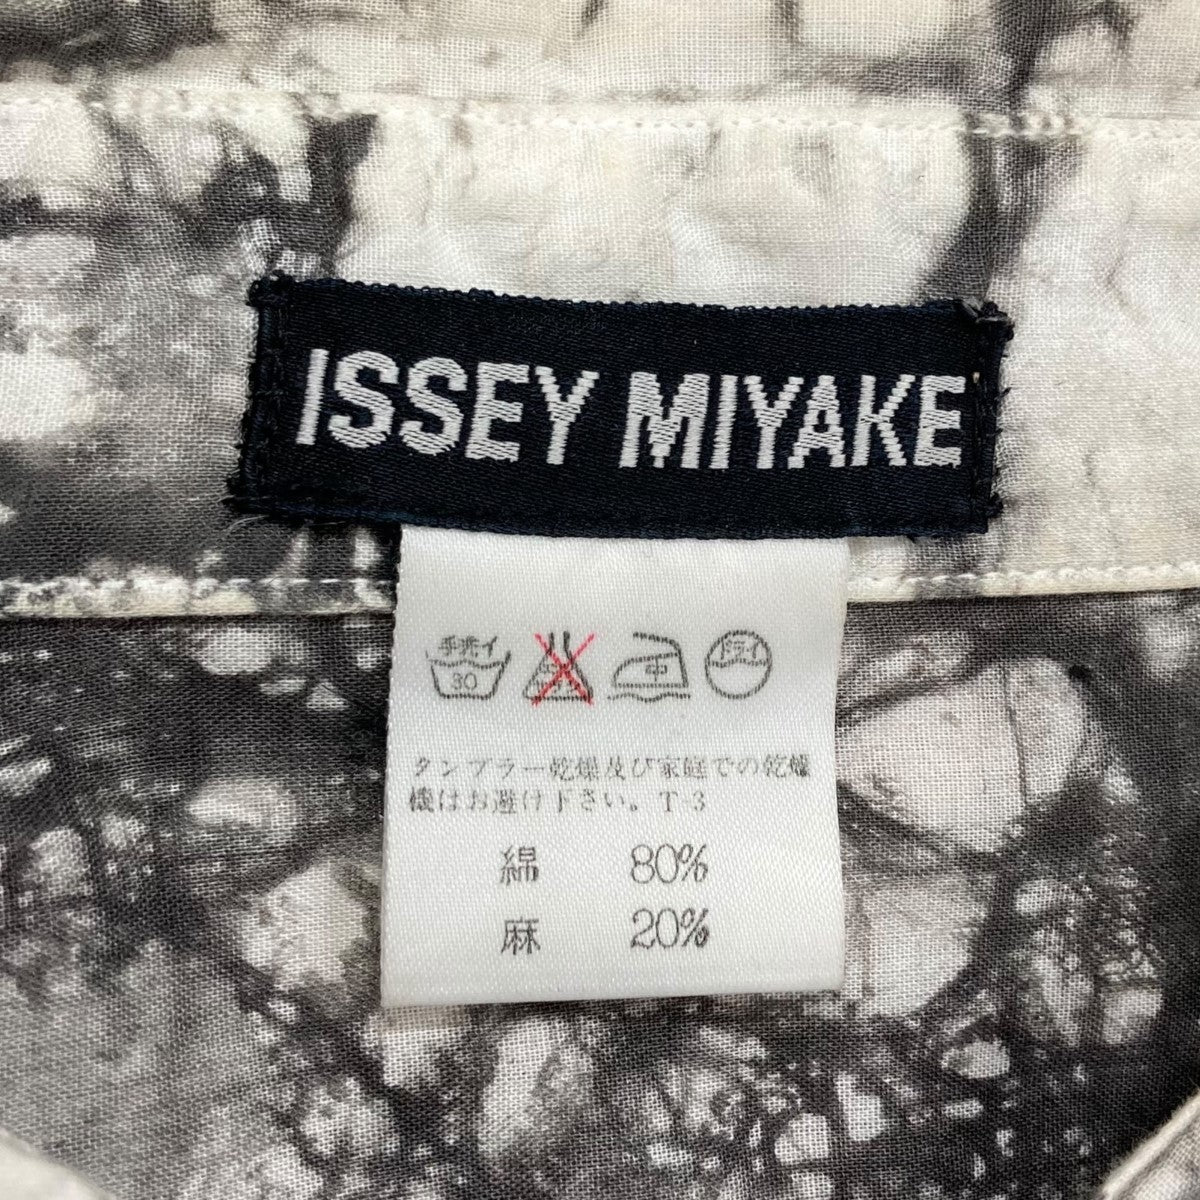 ISSEY MIYAKE
手洗イ 中 ドライ
30
タンブラー乾燥及び家庭での乾燥
機はお避け下さい。T-3
綿 80%
麻 20%